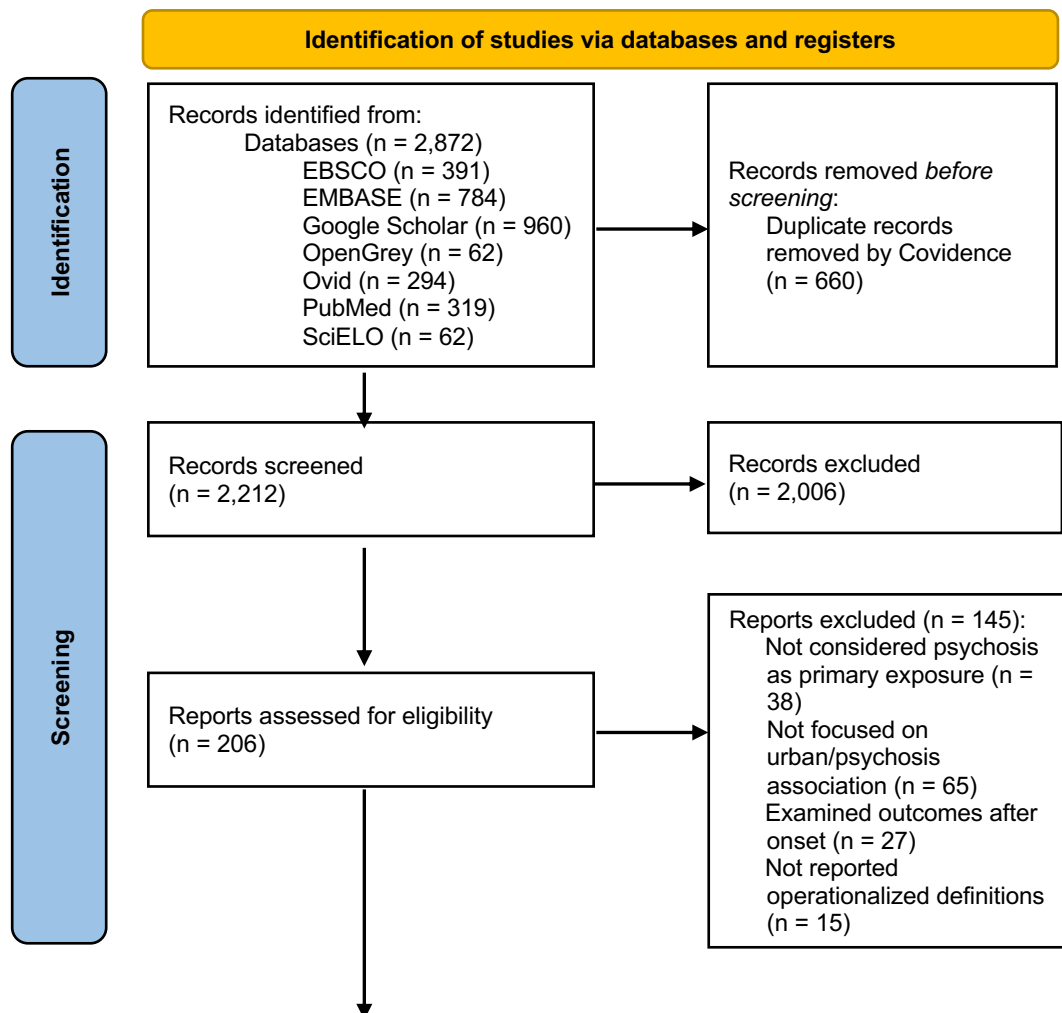 Identification of studies via databases and registers
Identification
Records identified from:
Databases (n = 2,872)
EBSCO (n = 391)
EMBASE (n = 784)
Google Scholar (n = 960)
OpenGrey (n = 62)
Ovid (n = 294)
PubMed (n = 319)
SciELO (n = 62)
Records removed before
screening:
Duplicate records
removed by Covidence
(n = 660)
Screening
Records screened
(n = 2,212)
Records excluded
(n = 2,006)
Reports assessed for eligibility
(n = 206)
Reports excluded (n = 145):
Not considered psychosis
as primary exposure (n =
38)
Not focused on
urban/psychosis
association (n = 65)
Examined outcomes after
onset (n = 27)
Not reported
operationalized definitions
(n = 15)